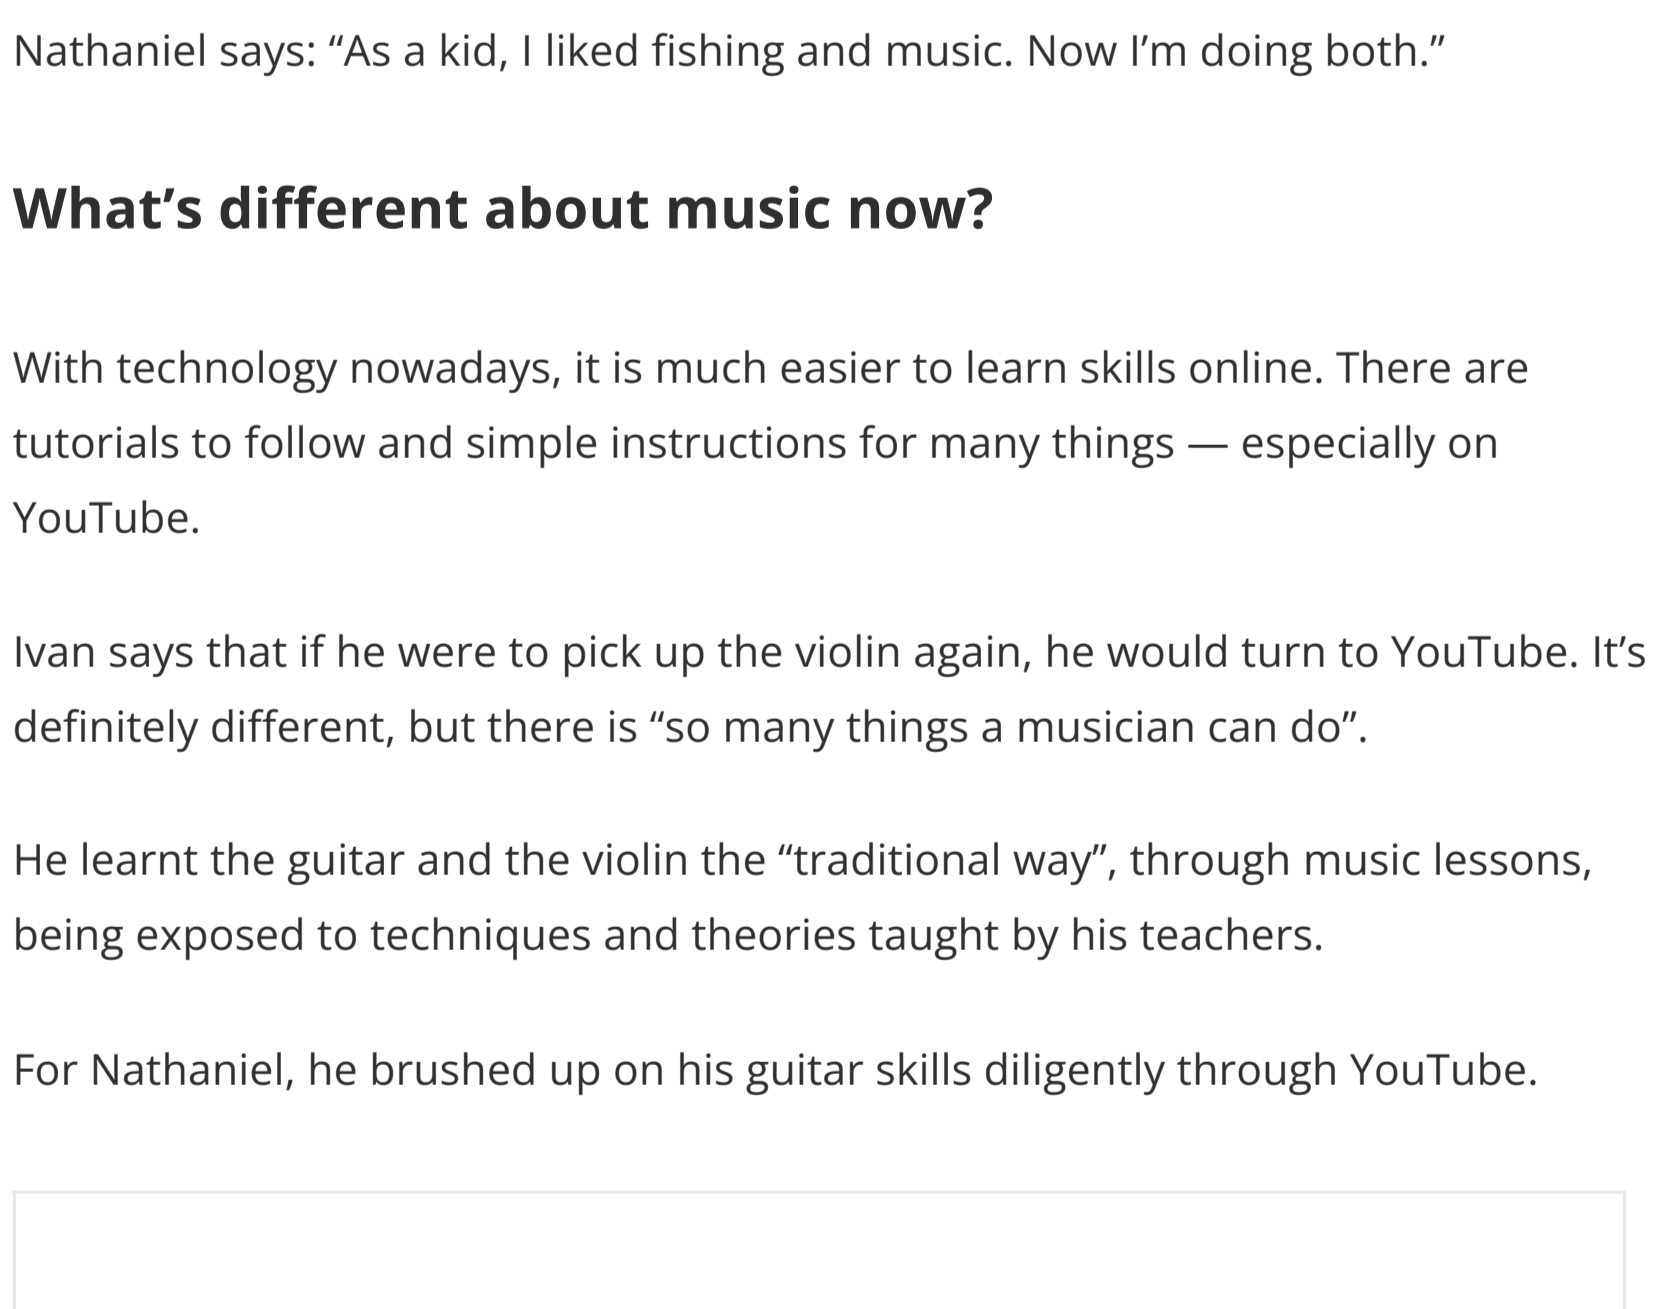 Nathaniel says: “As a kid, I liked fishing and music. Now I’m doing both.”
What’s different about music now?
With technology nowadays, it is much easier to learn skills online. There are
tutorials to follow and simple instructions for many things — especially on
YouTube.
Ivan says that if he were to pick up the violin again, he would turn to YouTube. It’s
definitely different, but there is “so many things a musician can do”.
He learnt the guitar and the violin the “traditional way”, through music lessons,
being exposed to techniques and theories taught by his teachers.
For Nathaniel, he brushed up on his guitar skills diligently through YouTube.